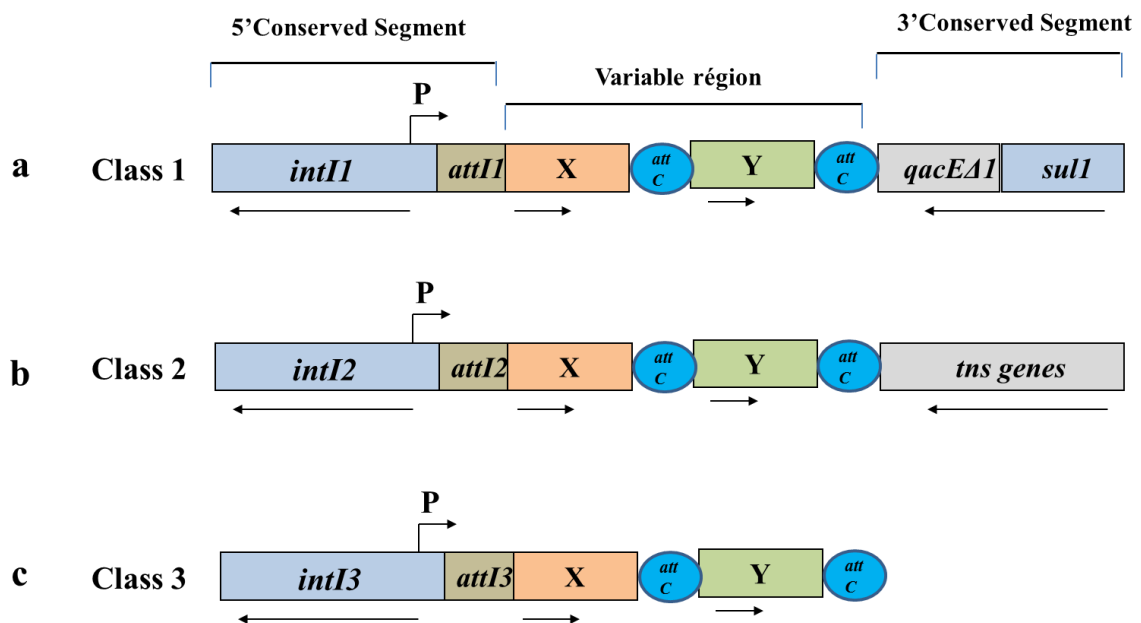 5'Conserved Segment
3'Conserved Segment
Variable région
P
a Class 1 intI1 attI1 X att C Y att C qacEΔ1 sul1
P
b Class 2 intI2 attI2 X att C Y att C tns genes
P
c Class 3 intI3 attI3 X att C Y att C